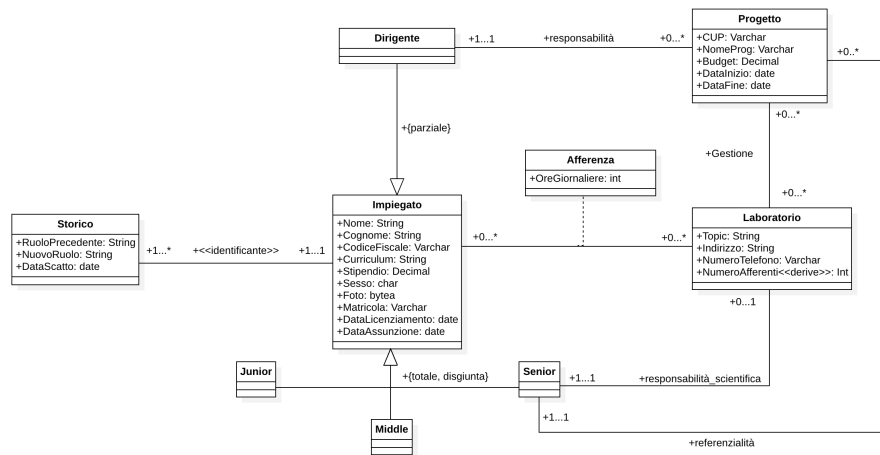 Dirigente
+1...1
+responsabilità
+0...*
Progetto
+CUP: Varchar
+NomeProg: Varchar
+Budget: Decimal
+DataInizio: date
+DataFine: date
+0..*
+{parziale}
+0...*
+Gestione
+0...*
Afferenza
+OreGiornaliere: int
Storico
+RuoloPrecedente: String
+NuovoRuolo: String
+DataScatto: date
+1...*
+<<identificante>>
+1...1
Impiegato
+Nome: String
+Cognome: String
+CodiceFiscale: Varchar
+Curriculum: String
+Stipendio: Decimal
+Sesso: char
+Foto: bytea
+Matricola: Varchar
+DataLicenziamento: date
+DataAssunzione: date
+0...*
+0...*
Laboratorio
+Topic: String
+Indirizzo: String
+NumeroTelefono: Varchar
+NumeroAfferenti<<derive>>: Int
+0...1
Junior
+{totale, disgiunta}
Senior
+1...1
+responsabilità_scientifica
Middle
+1...1
+referenzialità